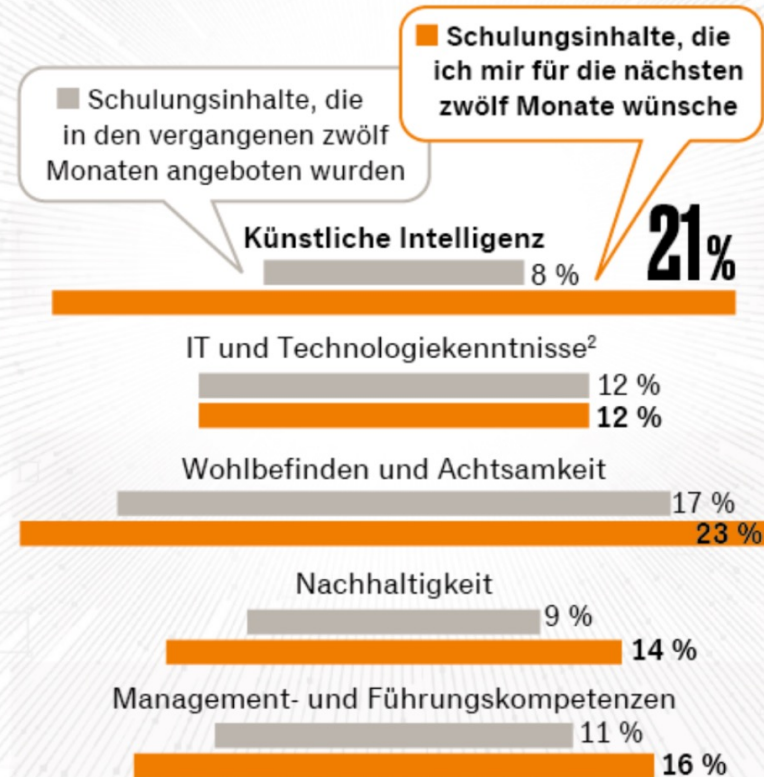 Schulungsinhalte, die
ich mir für die nächsten
zwölf Monate wünsche
Schulungsinhalte, die
in den vergangenen zwölf
Monaten angeboten wurden
Künstliche Intelligenz
21%
8 %
IT und Technologiekenntnisse²
12 %
12 %
Wohlbefinden und Achtsamkeit
17 %
23 %
Nachhaltigkeit
9 %
14 %
Management- und Führungskompetenzen
11 %
16 %